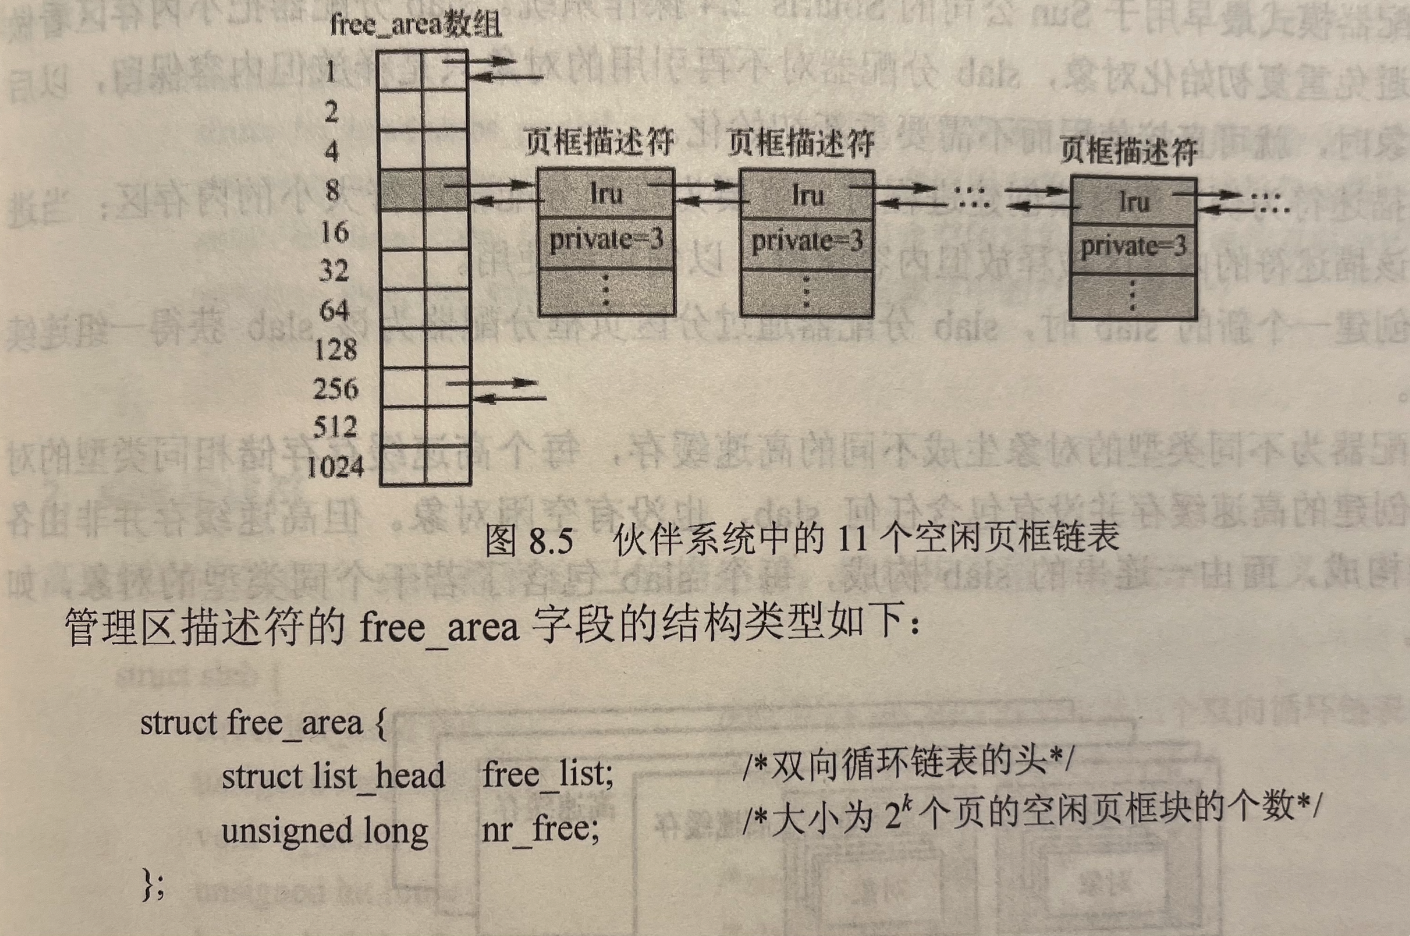 free_area数组
1
2
4
8
16
32
64
128
256
512
1024
页框描述符 页框描述符 页框描述符
lru lru lru
private=3 private=3 private=3
图 8.5 伙伴系统中的 11 个空闲页框链表
管理区描述符的 free_area 字段的结构类型如下：
struct free_area {
struct list_head free_list; /*双向循环链表的头*/
unsigned long nr_free; /*大小为 2^k 个页的空闲页框块的个数*/
};